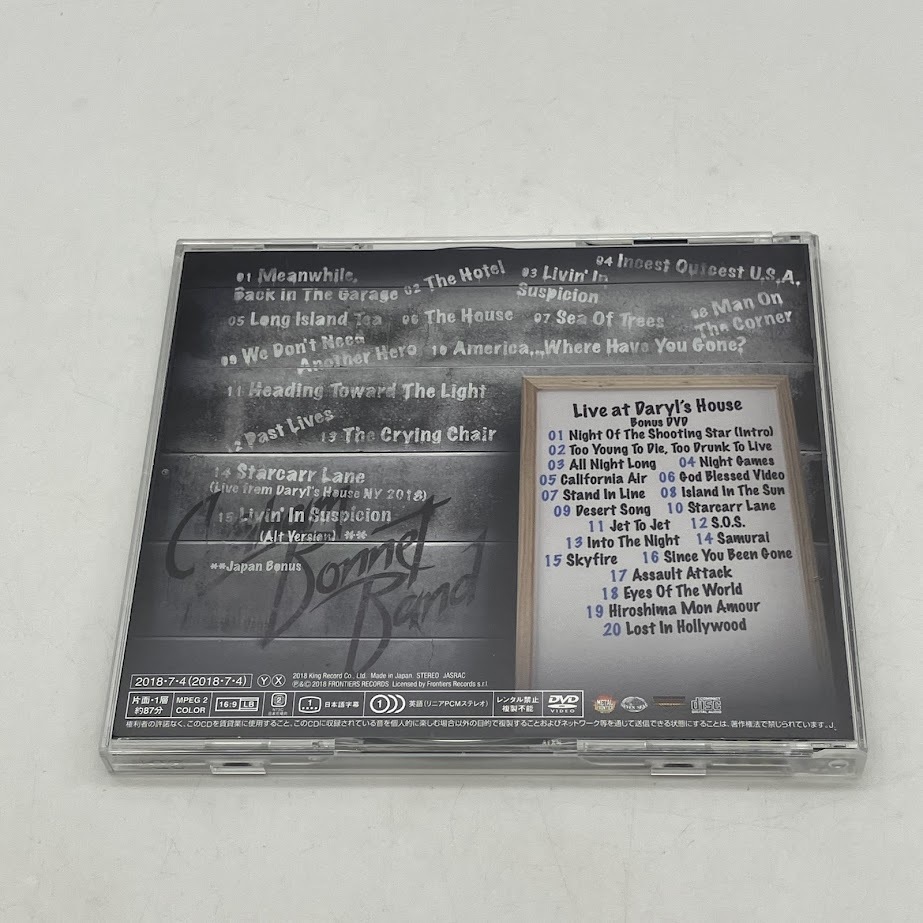 01 Meanwhile,
Back In The Garage
02 The Hotel
03 Livin' In
Suspicion
04 Incest Outcest U.S.A.
05 Long Island Tea
06 The House
07 Sea Of Trees
08 Man On
The Corner
09 We Don't Need
Another Hero
10 America...Where Have You Gone?
11 Heading Toward The Light
12 Past Lives
13 The Crying Chair
14 Starcarr Lane
(Live from Daryl's House NY 2018)
15 Livin' In Suspicion
(Alt Version) **
**Japan Bonus
Bonnet
Band
Live at Daryl's House
Bonus DVD
01 Night Of The Shooting Star (Intro)
02 Too Young To Die, Too Drunk To Live
03 All Night Long 04 Night Games
05 California Air 06 God Blessed Video
07 Stand In Line 08 Island In The Sun
09 Desert Song 10 Starcarr Lane
11 Jet To Jet 12 S.O.S.
13 Into The Night 14 Samurai
15 Skyfire 16 Since You Been Gone
17 Assault Attack
18 Eyes Of The World
19 Hiroshima Mon Amour
20 Lost In Hollywood
2018・7・4 (2018・7・4) Ⓨ Ⓧ
2018 King Record Co., Ltd. Made in Japan STEREO JASRAC
℗&© 2018 FRONTIERS RECORDS Licensed by Frontiers Records s.r.l.
片面・1層
約87分
MPEG 2
COLOR
16:9 LB
2
1
日本語字幕
1
英語(リニアPCMステレオ)
レンタル禁止
複製不能
DVD
VIDEO
disc
権利者の許諾なく、このCDを賃貸業に使用すること、このCDに収録されている音を個人的に楽しむ場合以外の目的で複製することおよびネットワーク等を通じて送信できる状態にすることは、著作権法で禁じられています。J